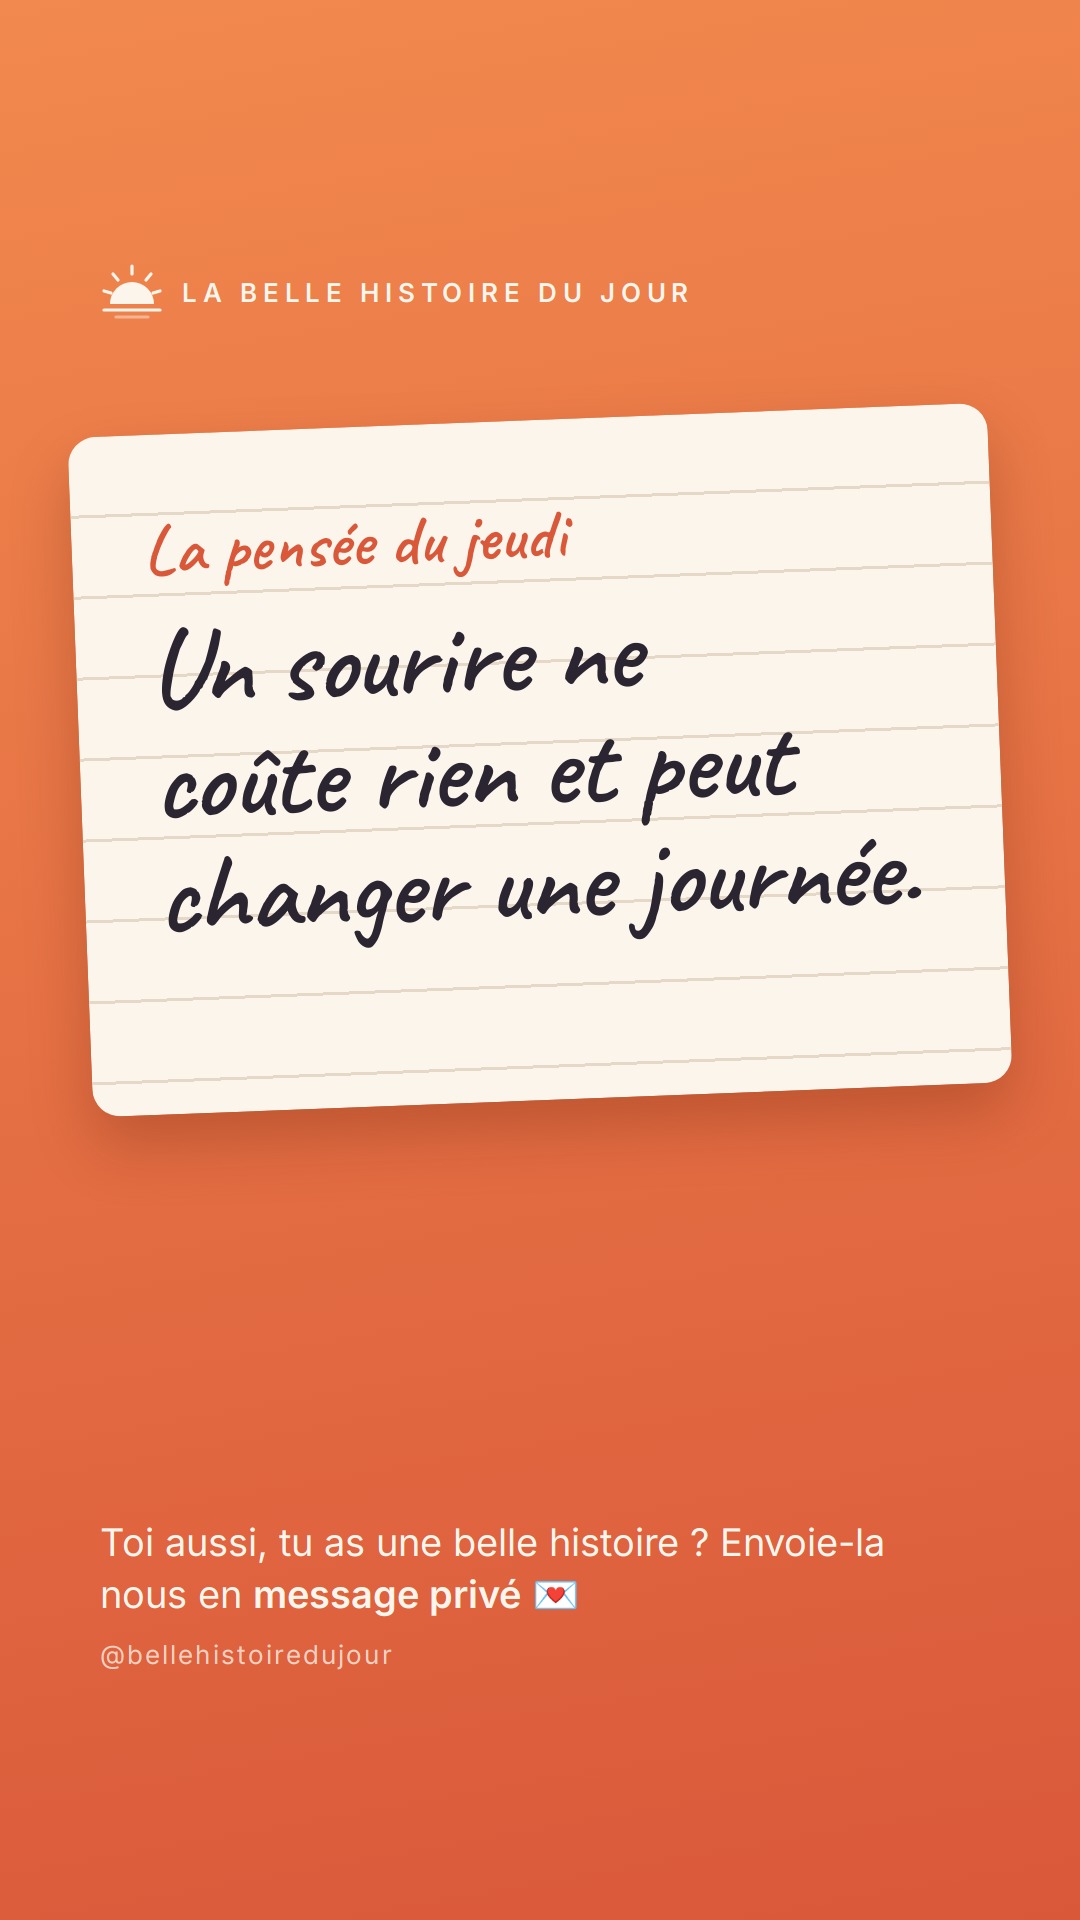 LA BELLE HISTOIRE DU JOUR
La pensée du jeudi
Un sourire ne
coûte rien et peut
changer une journée.
Toi aussi, tu as une belle histoire ? Envoie-la
nous en message privé 💌
@bellehistoiredujour